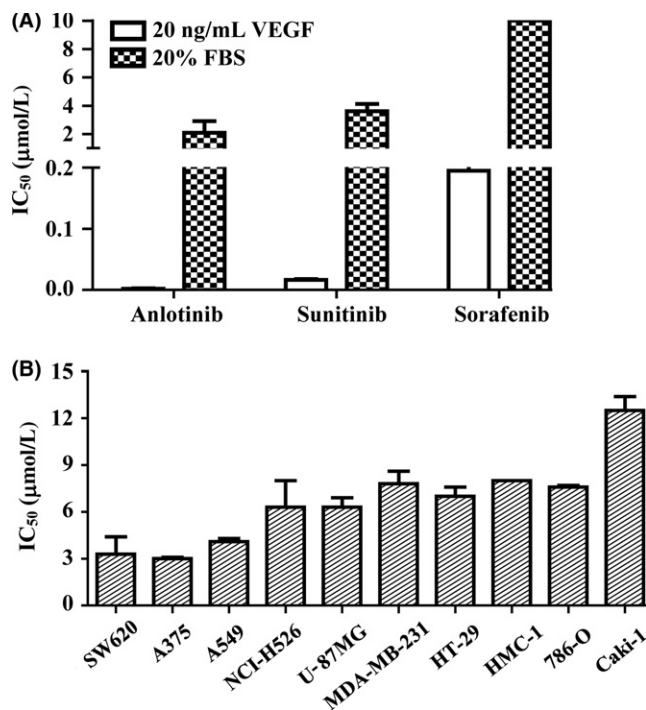 (A)
20 ng/mL VEGF
20% FBS
IC₅₀ (µmol/L)
10
8
6
4
2
0.2
0.1
0.0
Anlotinib Sunitinib Sorafenib
(B)
IC₅₀ (µmol/L)
15
12
9
6
3
0
SW620 A375 A549 NCI-H526 U-87MG MDA-MB-231 HT-29 HMC-1 786-O Caki-1